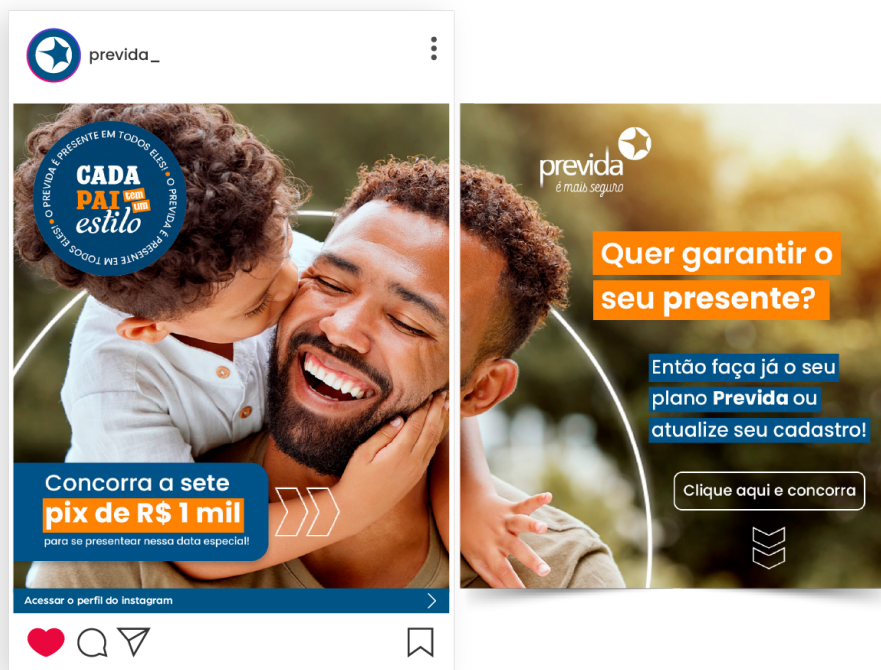 previda_
O PREVIDA É PRESENTE EM TODOS ELES!
O PREVIDA É PRESENTE EM TODOS ELES!
CADA
PAI tem um
estilo
Concorra a sete
pix de R$ 1 mil
para se presentear nessa data especial!
Acessar o perfil do instagram
previda
é mais seguro
Quer garantir o
seu presente?
Então faça já o seu
plano Previda ou
atualize seu cadastro!
Clique aqui e concorra